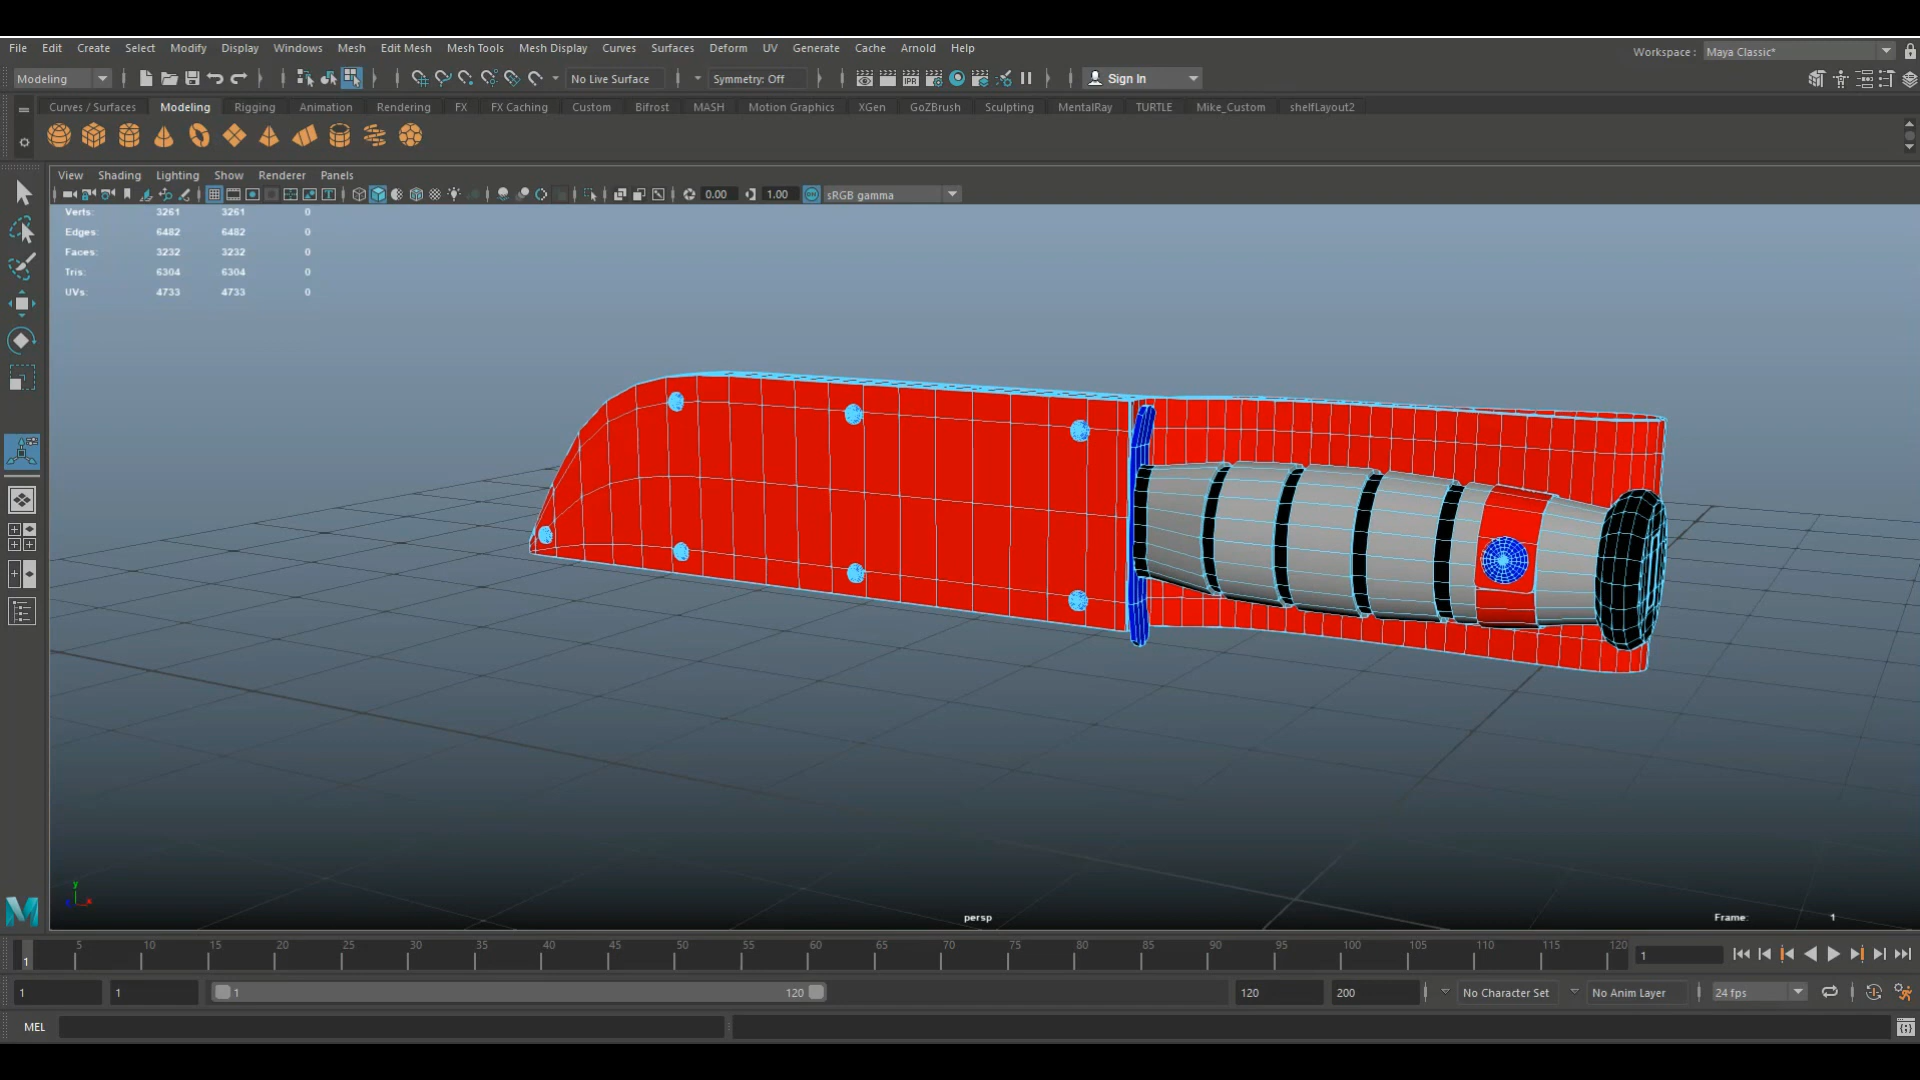 File Edit Create Select Modify Display Windows Mesh Edit Mesh Mesh Tools Mesh Display Curves Surfaces Deform UV Generate Cache Arnold Help
Workspace : Maya Classic*
Modeling No Live Surface Symmetry: Off IPR Sign In
Curves / Surfaces Modeling Rigging Animation Rendering FX FX Caching Custom Bifrost MASH Motion Graphics XGen GoZBrush Sculpting MentalRay TURTLE Mike_Custom shelfLayout2
View Shading Lighting Show Renderer Panels
0.00 1.00 ON sRGB gamma
Verts: 3261 3261 0
Edges: 6482 6482 0
Faces: 3232 3232 0
Tris: 6304 6304 0
UVs: 4733 4733 0
y
x
persp
Frame: 1
M
5 10 15 20 25 30 35 40 45 50 55 60 65 70 75 80 85 90 95 100 105 110 115 120
1
1
1 1 1 120 120 200 No Character Set No Anim Layer 24 fps
MEL